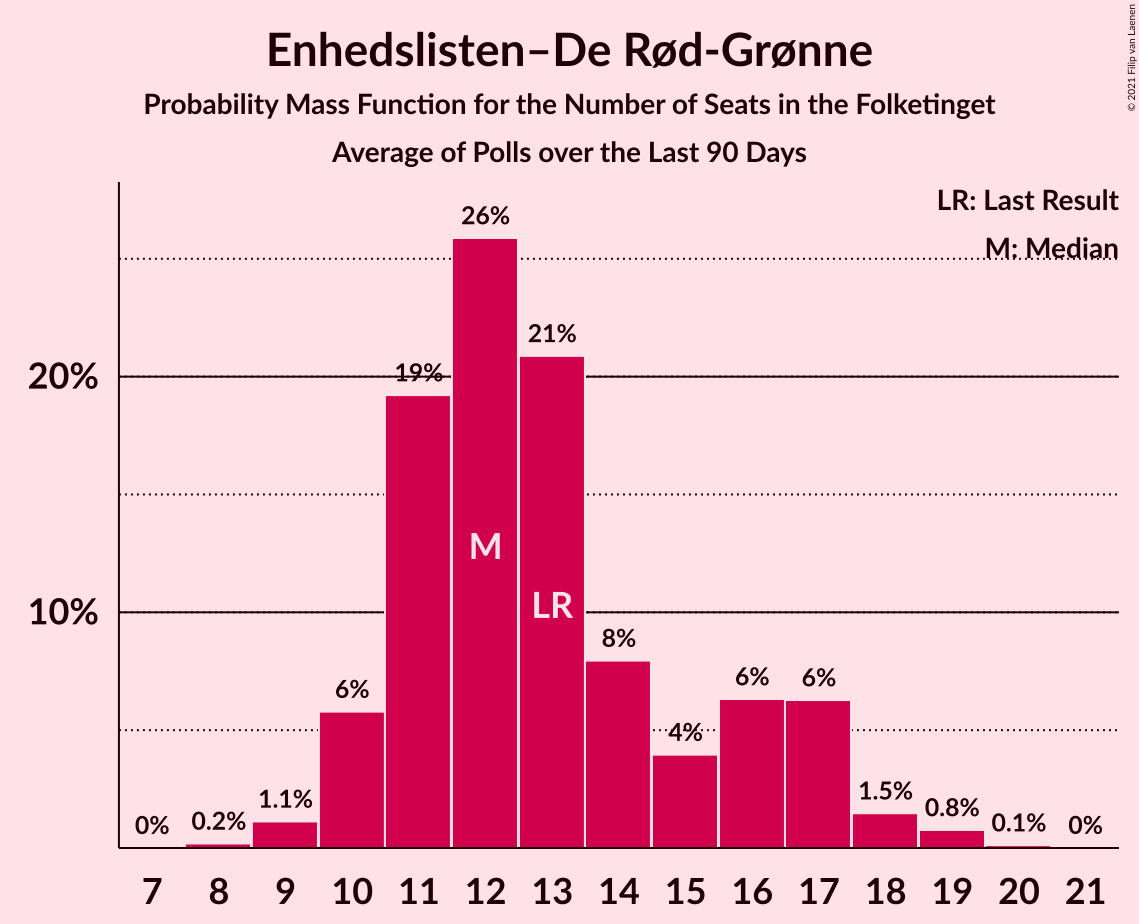 Enhedslisten–De Rød-Grønne
Probability Mass Function for the Number of Seats in the Folketinget
Average of Polls over the Last 90 Days
© 2021 Filip van Laenen
LR: Last Result
M: Median
26%
21%
20%
19%
M
LR
10%
8%
6%
6%
6%
4%
1.5%
1.1%
0.8%
0.2%
0.1%
0%
0%
7 8 9 10 11 12 13 14 15 16 17 18 19 20 21